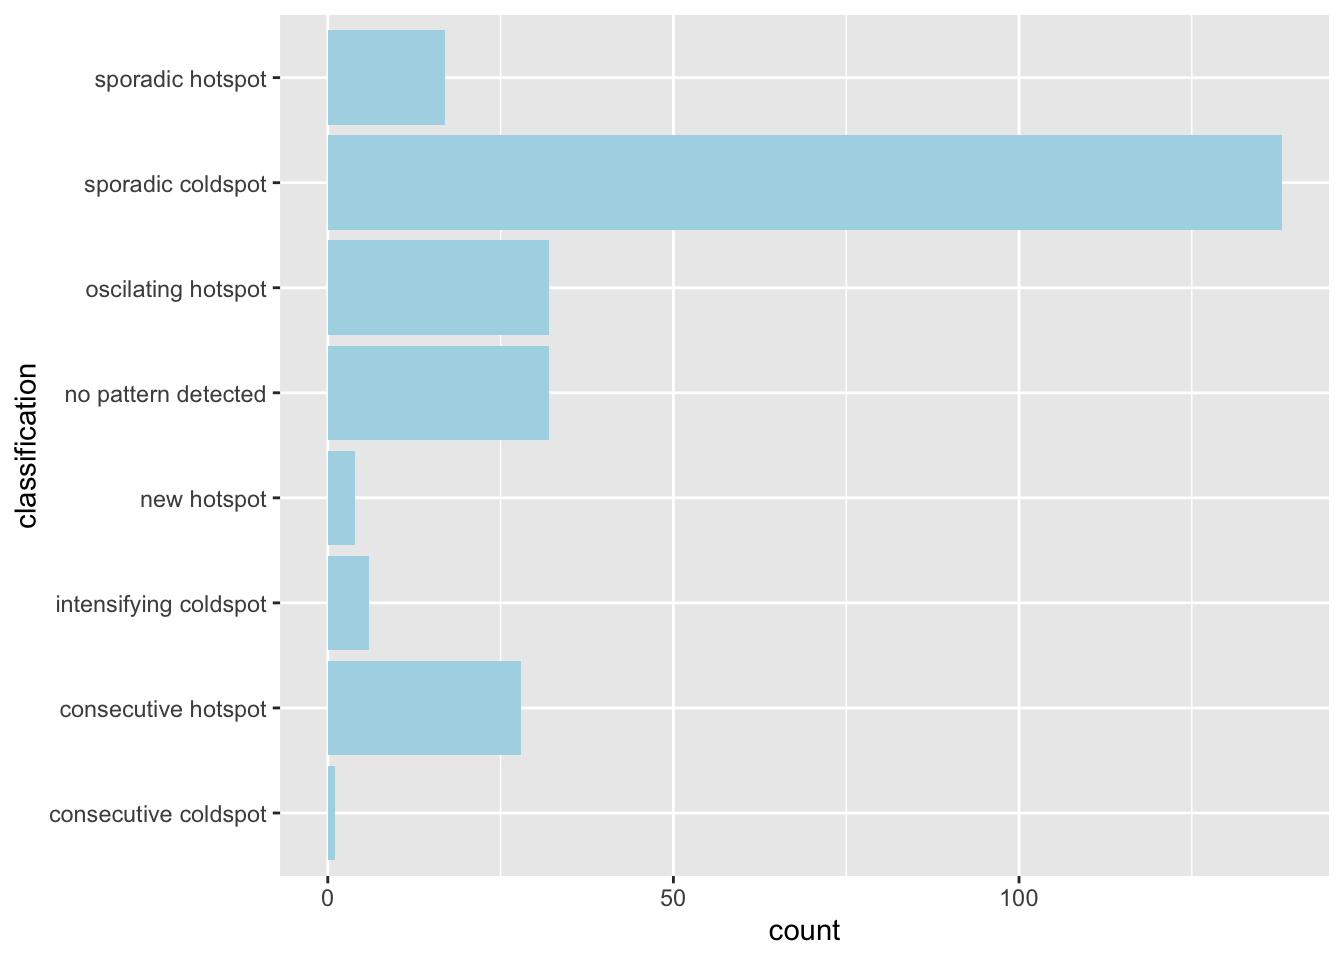 sporadic hotspot
sporadic coldspot
oscilating hotspot
no pattern detected
new hotspot
intensifying coldspot
consecutive hotspot
consecutive coldspot
classification
0 50 100
count